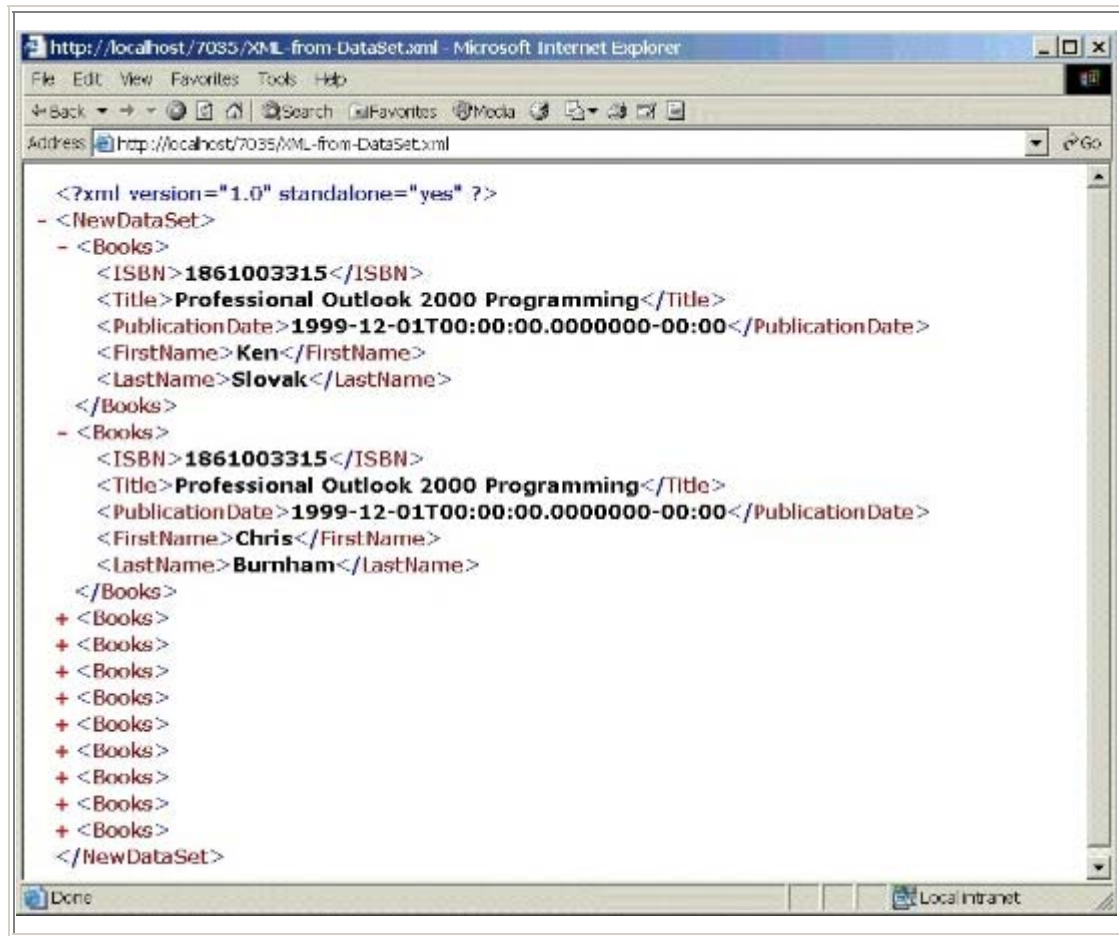 http://localhost/7035/XML-from-DataSet.xml - Microsoft Internet Explorer
File Edit View Favorites Tools Help
Back Search Favorites Media
Address http://localhost/7035/XML-from-DataSet.xml Go
<?xml version="1.0" standalone="yes" ?>
- <NewDataSet>
- <Books>
<ISBN>1861003315</ISBN>
<Title>Professional Outlook 2000 Programming</Title>
<PublicationDate>1999-12-01T00:00:00.0000000-00:00</PublicationDate>
<FirstName>Ken</FirstName>
<LastName>Slovak</LastName>
</Books>
- <Books>
<ISBN>1861003315</ISBN>
<Title>Professional Outlook 2000 Programming</Title>
<PublicationDate>1999-12-01T00:00:00.0000000-00:00</PublicationDate>
<FirstName>Chris</FirstName>
<LastName>Burnham</LastName>
</Books>
+ <Books>
+ <Books>
+ <Books>
+ <Books>
+ <Books>
+ <Books>
+ <Books>
+ <Books>
+ <Books>
</NewDataSet>
Done Local intranet